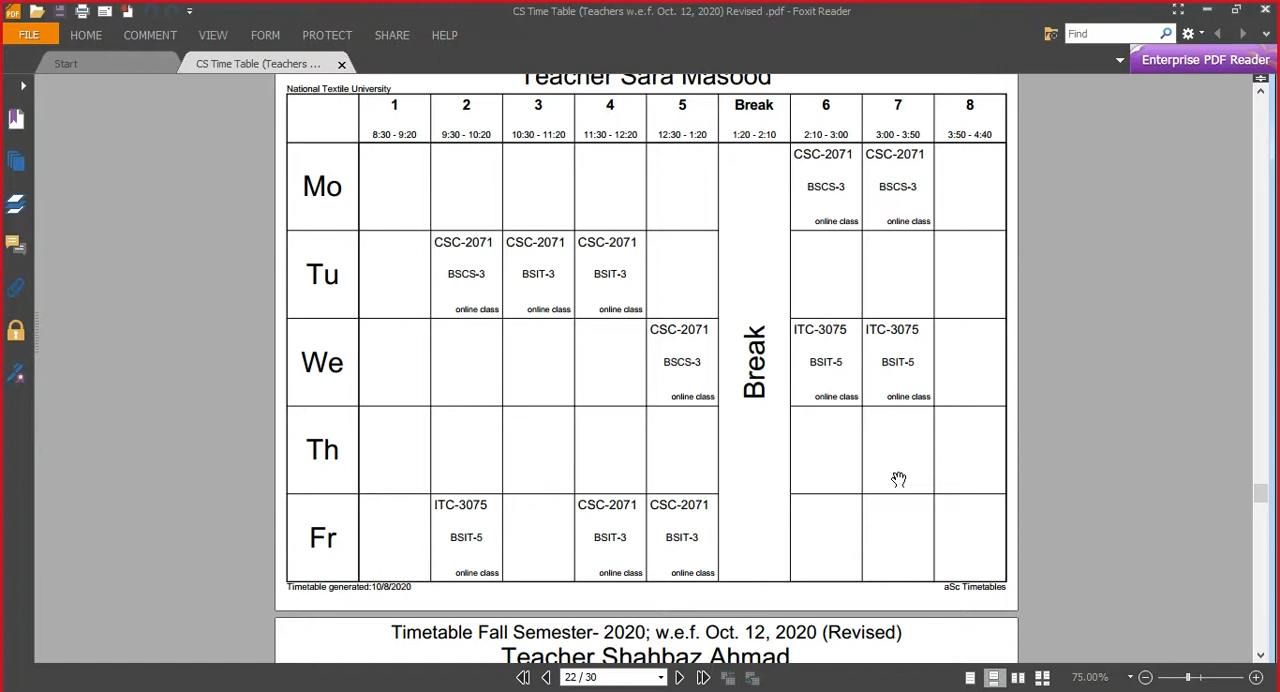 CS Time Table (Teachers w.e.f. Oct. 12, 2020) Revised .pdf - Foxit Reader
FILE HOME COMMENT VIEW FORM PROTECT SHARE HELP Find
Start CS Time Table (Teachers ... Enterprise PDF Reader
Teacher Sara Masood
National Textile University
1 2 3 4 5 Break 6 7 8
8:30 - 9:20 9:30 - 10:20 10:30 - 11:20 11:30 - 12:20 12:30 - 1:20 1:20 - 2:10 2:10 - 3:00 3:00 - 3:50 3:50 - 4:40
CSC-2071 CSC-2071
Mo BSCS-3 BSCS-3
online class online class
CSC-2071 CSC-2071 CSC-2071
Tu BSCS-3 BSIT-3 BSIT-3
online class online class online class
CSC-2071 ITC-3075 ITC-3075
We BSCS-3 Break BSIT-5 BSIT-5
online class online class online class
Th
ITC-3075 CSC-2071 CSC-2071
Fr BSIT-5 BSIT-3 BSIT-3
online class online class online class
Timetable generated:10/8/2020 aSc Timetables
Timetable Fall Semester- 2020; w.e.f. Oct. 12, 2020 (Revised)
Teacher Shahbaz Ahmad
22 / 30 75.00%